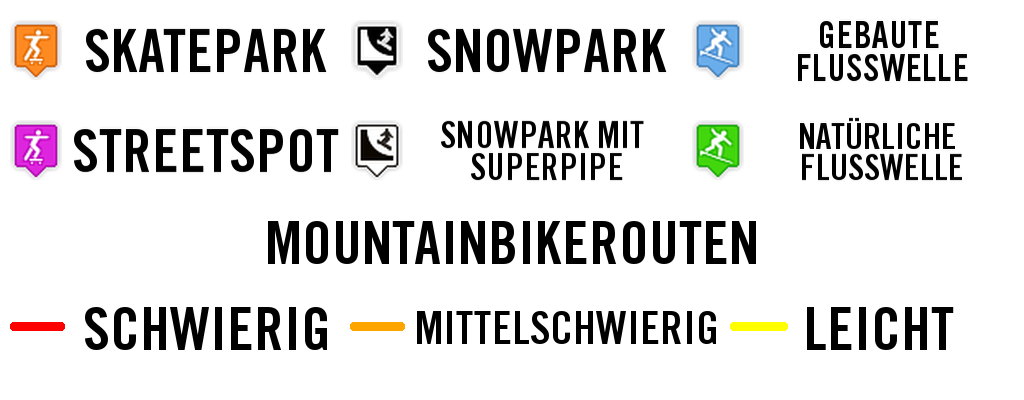 SKATEPARK
SNOWPARK
GEBAUTE
FLUSSWELLE
STREETSPOT
SNOWPARK MIT
SUPERPIPE
NATÜRLICHE
FLUSSWELLE
MOUNTAINBIKEROUTEN
SCHWIERIG
MITTELSCHWIERIG
LEICHT